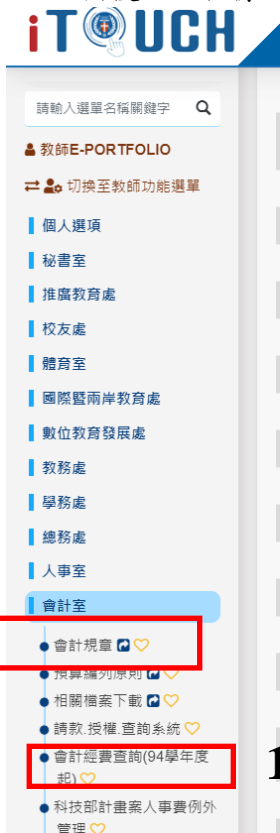 iTOUCH
請輸入選單名稱關鍵字
教師E-PORTFOLIO
切換至教師功能選單
個人選項
秘書室
推廣教育處
校友處
體育室
國際暨兩岸教育處
數位教育發展處
教務處
學務處
總務處
人事室
會計室
會計規章
預算編列原則
相關檔案下載
請款.授權.查詢系統
會計經費查詢(94學年度
起)
1
科技部計畫案人事費例外
管理